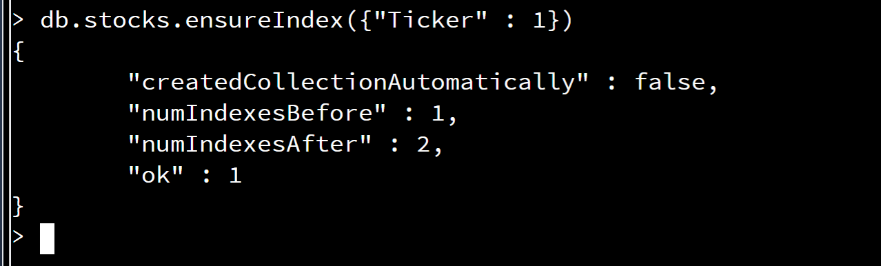 > db.stocks.ensureIndex({"Ticker" : 1})
{
        "createdCollectionAutomatically" : false,
        "numIndexesBefore" : 1,
        "numIndexesAfter" : 2,
        "ok" : 1
}
>